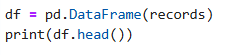 df = pd.DataFrame(records)
print(df.head())